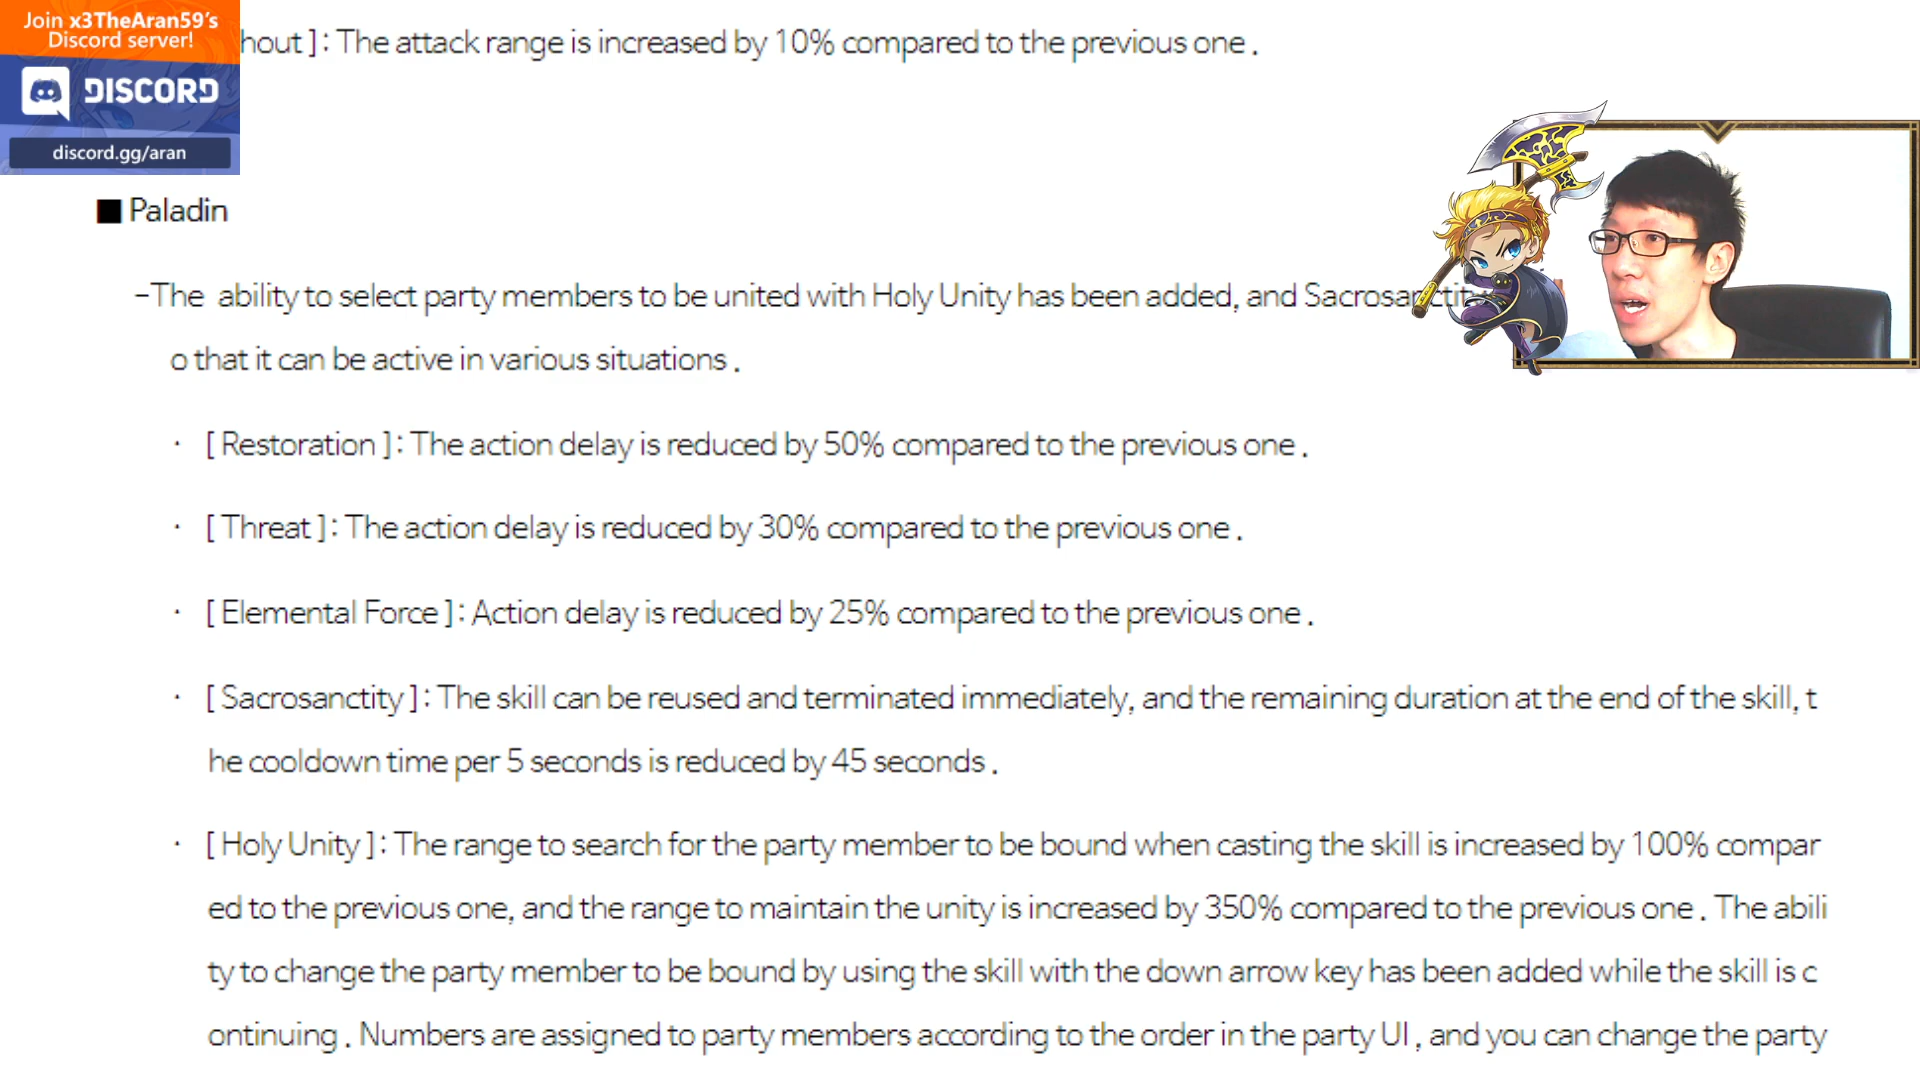 Join x3TheAran59's
Discord server!
DISCORD
discord.gg/aran
hout ]: The attack range is increased by 10% compared to the previous one .
■ Paladin
-The ability to select party members to be united with Holy Unity has been added, and Sacrosanctity
o that it can be active in various situations .
· [ Restoration ]: The action delay is reduced by 50% compared to the previous one .
· [ Threat ]: The action delay is reduced by 30% compared to the previous one .
· [ Elemental Force ]: Action delay is reduced by 25% compared to the previous one .
· [ Sacrosanctity ]: The skill can be reused and terminated immediately, and the remaining duration at the end of the skill, t
he cooldown time per 5 seconds is reduced by 45 seconds .
· [ Holy Unity ]: The range to search for the party member to be bound when casting the skill is increased by 100% compar
ed to the previous one, and the range to maintain the unity is increased by 350% compared to the previous one . The abili
ty to change the party member to be bound by using the skill with the down arrow key has been added while the skill is c
ontinuing . Numbers are assigned to party members according to the order in the party UI , and you can change the party